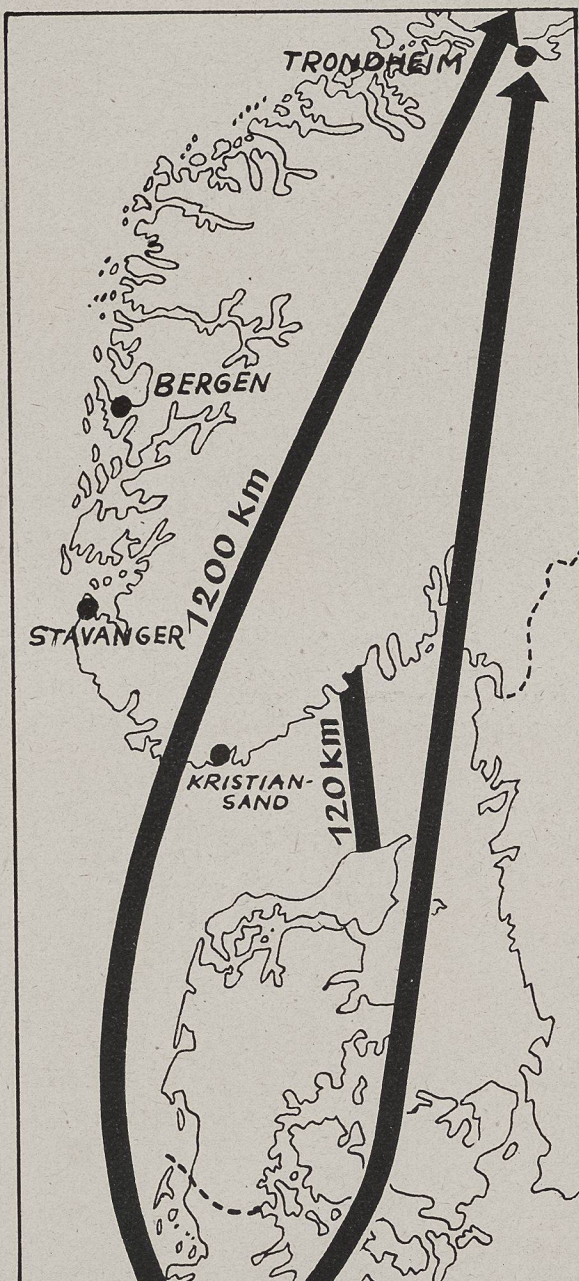 TRONDHEIM
BERGEN
1200 km
STAVANGER
KRISTIAN-
SAND
120 km